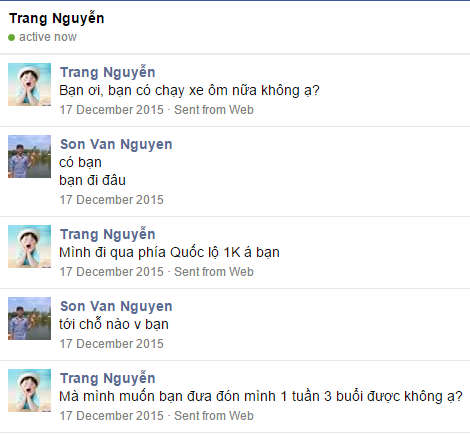 Trang Nguyễn
active now
Trang Nguyễn
Bạn ơi, bạn có chạy xe ôm nữa không ạ?
17 December 2015 · Sent from Web
Son Van Nguyen
có bạn
bạn đi đâu
17 December 2015
Trang Nguyễn
Mình đi qua phía Quốc lộ 1K á bạn
17 December 2015 · Sent from Web
Son Van Nguyen
tới chỗ nào v bạn
17 December 2015
Trang Nguyễn
Mà mình muốn bạn đưa đón mình 1 tuần 3 buổi được không ạ?
17 December 2015 · Sent from Web